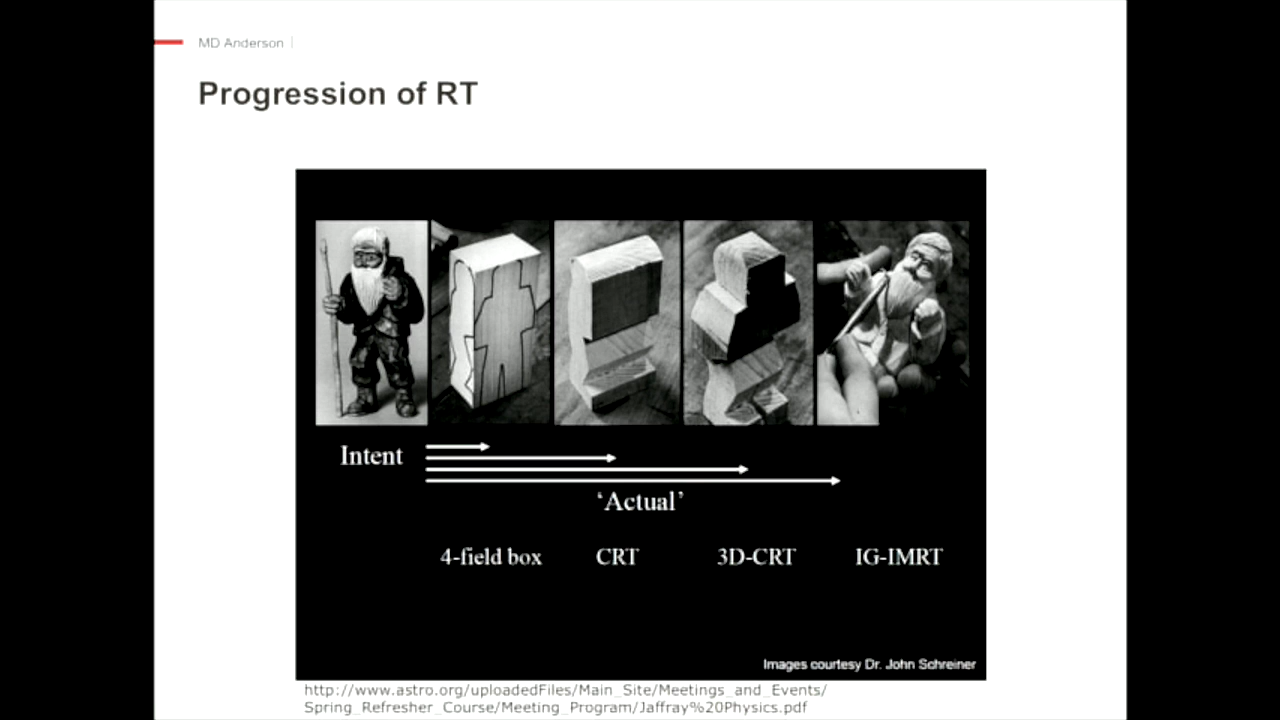 MD Anderson
Progression of RT
Intent
‘Actual’
4-field box CRT 3D-CRT IG-IMRT
Images courtesy Dr. John Schreiner
http://www.astro.org/uploadedFiles/Main_Site/Meetings_and_Events/
Spring_Refresher_Course/Meeting_Program/Jaffray%20Physics.pdf